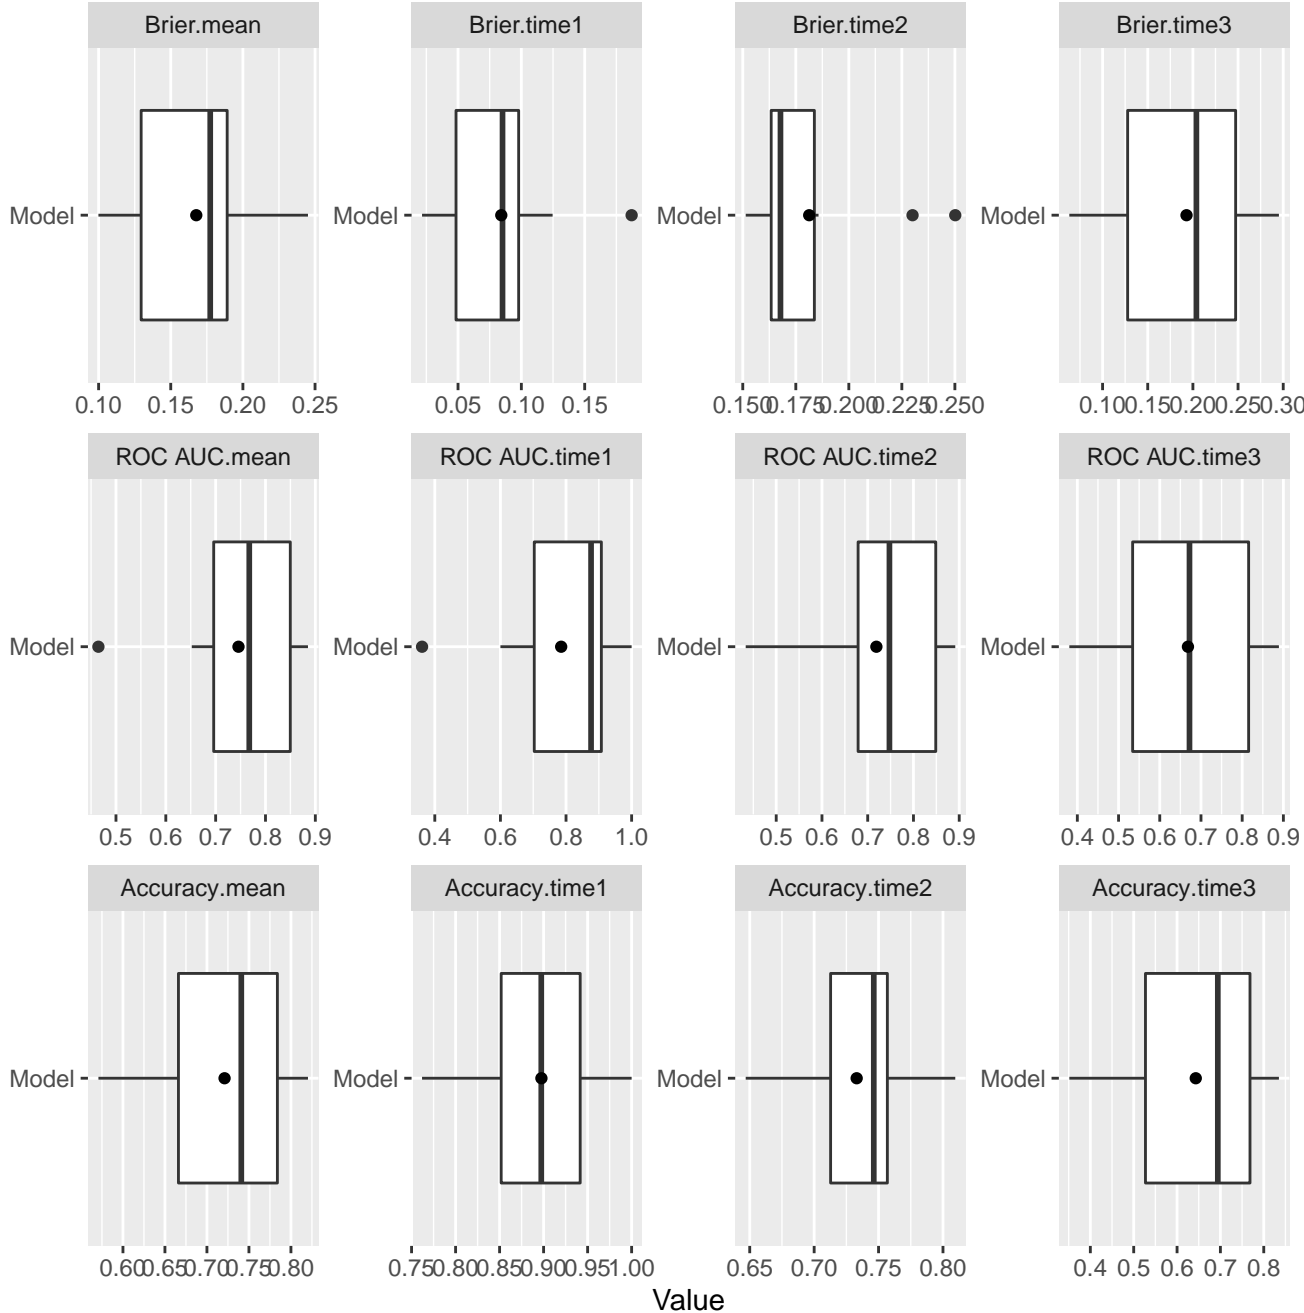 Brier.mean Brier.time1 Brier.time2 Brier.time3
Model Model Model Model
0.10 0.15 0.20 0.25 0.05 0.10 0.15 0.150 0.175 0.200 0.225 0.250 0.10 0.15 0.20 0.25 0.30
ROC AUC.mean ROC AUC.time1 ROC AUC.time2 ROC AUC.time3
Model Model Model Model
0.5 0.6 0.7 0.8 0.9 0.4 0.6 0.8 1.0 0.5 0.6 0.7 0.8 0.9 0.4 0.5 0.6 0.7 0.8 0.9
Accuracy.mean Accuracy.time1 Accuracy.time2 Accuracy.time3
Model Model Model Model
0.60 0.65 0.70 0.75 0.80 0.75 0.80 0.85 0.90 0.95 1.00 0.65 0.70 0.75 0.80 0.4 0.5 0.6 0.7 0.8
Value